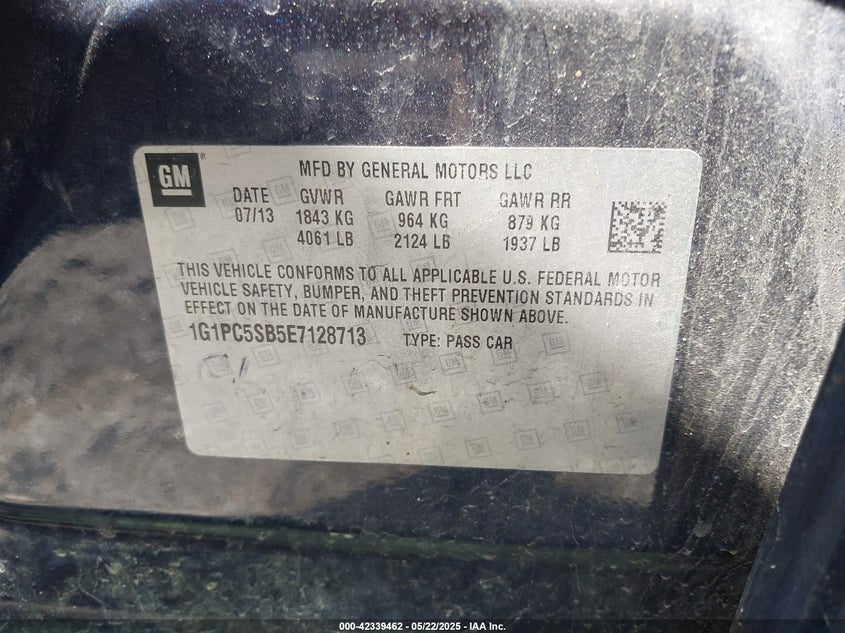 GM ®
MFD BY GENERAL MOTORS LLC
DATE GVWR GAWR FRT GAWR RR
07/13 1843 KG 964 KG 879 KG
4061 LB 2124 LB 1937 LB
THIS VEHICLE CONFORMS TO ALL APPLICABLE U.S. FEDERAL MOTOR
VEHICLE SAFETY, BUMPER, AND THEFT PREVENTION STANDARDS IN
EFFECT ON THE DATE OF MANUFACTURE SHOWN ABOVE.
1G1PC5SB5E7128713 TYPE: PASS CAR
000-42339462 - 05/22/2025 - IAA Inc.